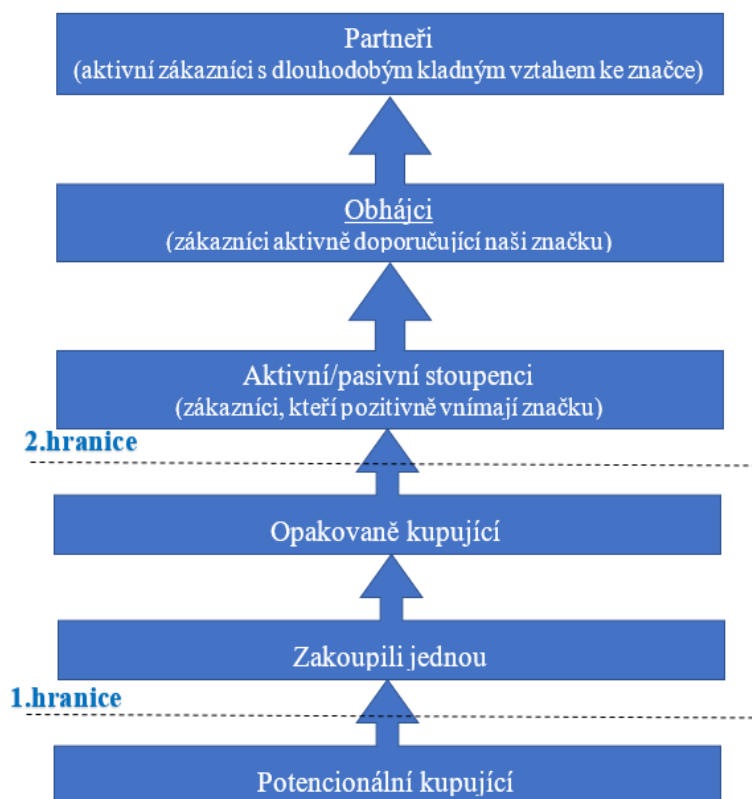 Partneři
(aktivní zákazníci s dlouhodobým kladným vztahem ke značce)
Obhájci
(zákazníci aktivně doporučující naši značku)
Aktivní/pasivní stoupenci
(zákazníci, kteří pozitivně vnímají značku)
2.hranice
Opakovaně kupující
Zakoupili jednou
1.hranice
Potencionální kupující